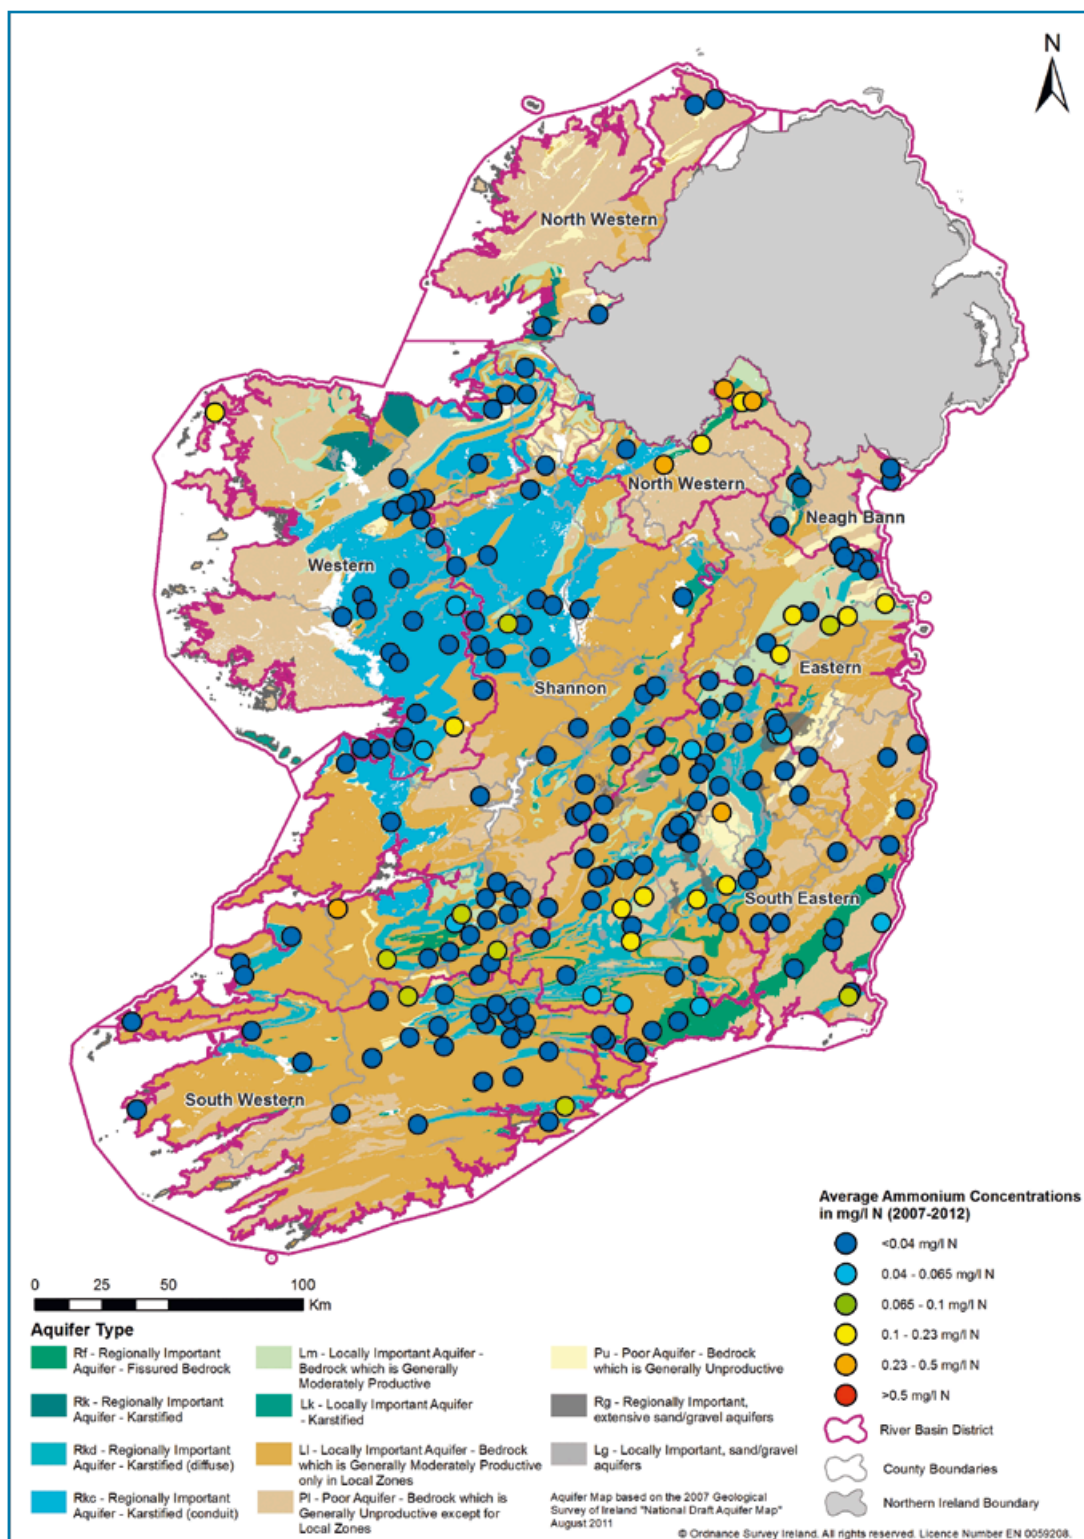 N
North Western
North Western
Neagh Bann
Western
Eastern
Shannon
South Eastern
South Western
Average Ammonium Concentrations
in mg/l N (2007-2012)
<0.04 mg/l N
0.04 - 0.065 mg/l N
0.065 - 0.1 mg/l N
0.1 - 0.23 mg/l N
0.23 - 0.5 mg/l N
>0.5 mg/l N
River Basin District
County Boundaries
Northern Ireland Boundary
0 25 50 100
Km
Aquifer Type
Rf - Regionally Important
Aquifer - Fissured Bedrock
Rk - Regionally Important
Aquifer - Karstified
Rkd - Regionally Important
Aquifer - Karstified (diffuse)
Rkc - Regionally Important
Aquifer - Karstified (conduit)
Lm - Locally Important Aquifer -
Bedrock which is Generally
Moderately Productive
Lk - Locally Important Aquifer
- Karstified
Ll - Locally Important Aquifer - Bedrock
which is Generally Moderately Productive
only in Local Zones
Pl - Poor Aquifer - Bedrock which is
Generally Unproductive except for
Local Zones
Pu - Poor Aquifer - Bedrock
which is Generally Unproductive
Rg - Regionally Important,
extensive sand/gravel aquifers
Lg - Locally Important, sand/gravel
aquifers
Aquifer Map based on the 2007 Geological
Survey of Ireland "National Draft Aquifer Map"
August 2011
© Ordnance Survey Ireland. All rights reserved. Licence Number EN 0059208.